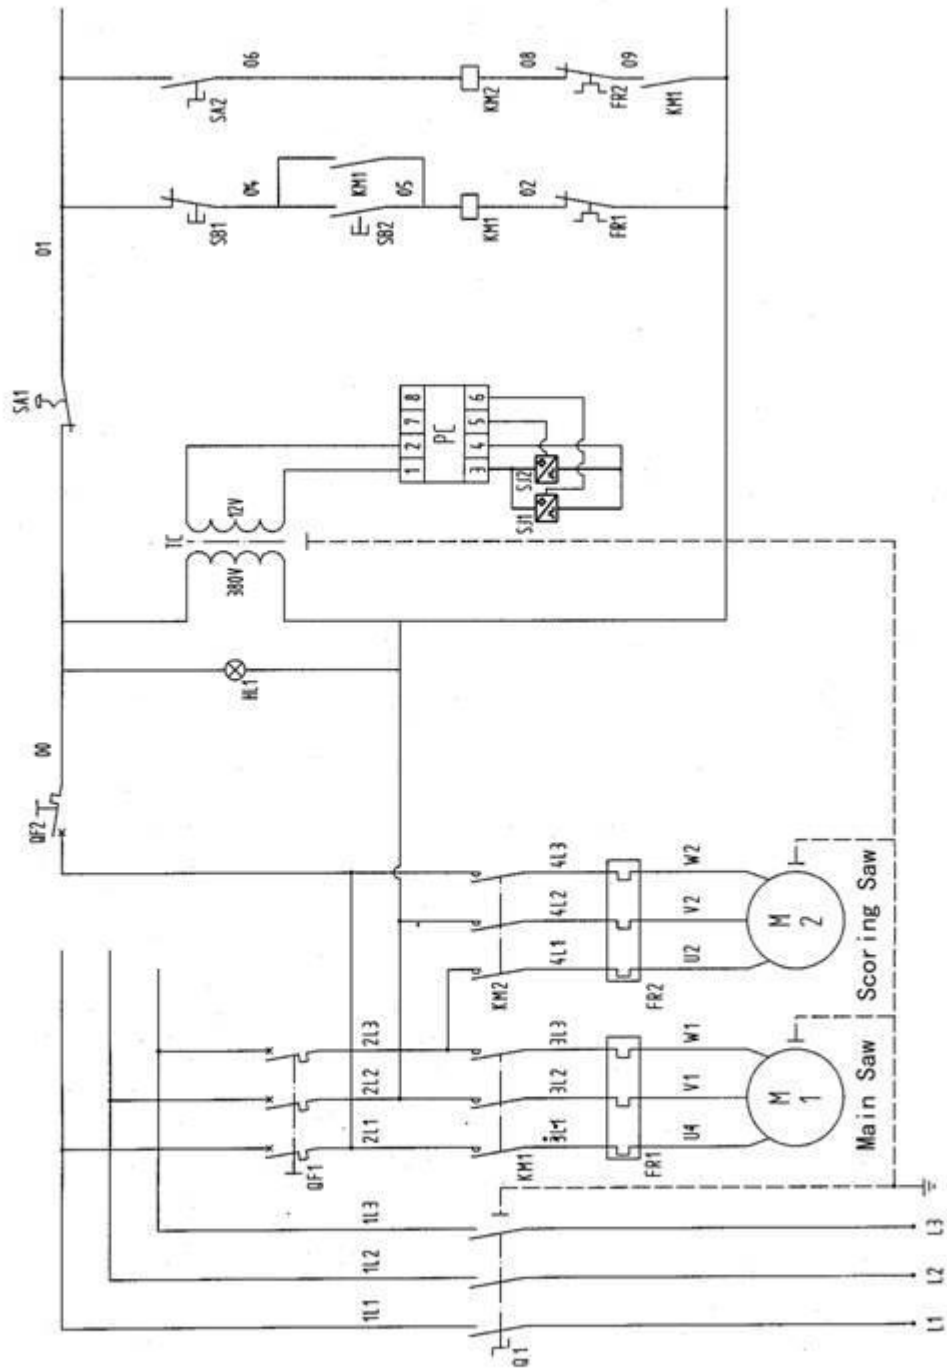 06
SA2
KM2
08
FR2
09
KM1
04
SB1
KM1
05
SB2
KM1
02
FR1
01
SA1
TC
380V
12V
1 2 7 8
PC
3 4 5 6
SJ1
SJ2
HL1
00
QF2
4L1
4L2
4L3
KM2
FR2
U2
V2
W2
M
2
Scoring Saw
2L1
2L2
2L3
QF1
3L1
3L2
3L3
KM1
FR1
U4
V1
W1
M
1
Main Saw
1L1
1L2
1L3
Q1
L1
L2
L3